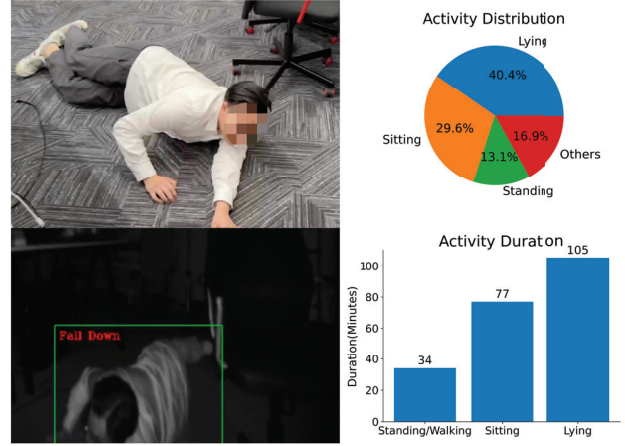 Activity Distribution
Lying
40.4%
Sitting
29.6%
16.9%
Others
13.1%
Standing
Fall Down
Activity Duraton
Duration(Minutes)
100
80
60
40
20
0
34
77
105
Standing/Walking
Sitting
Lying